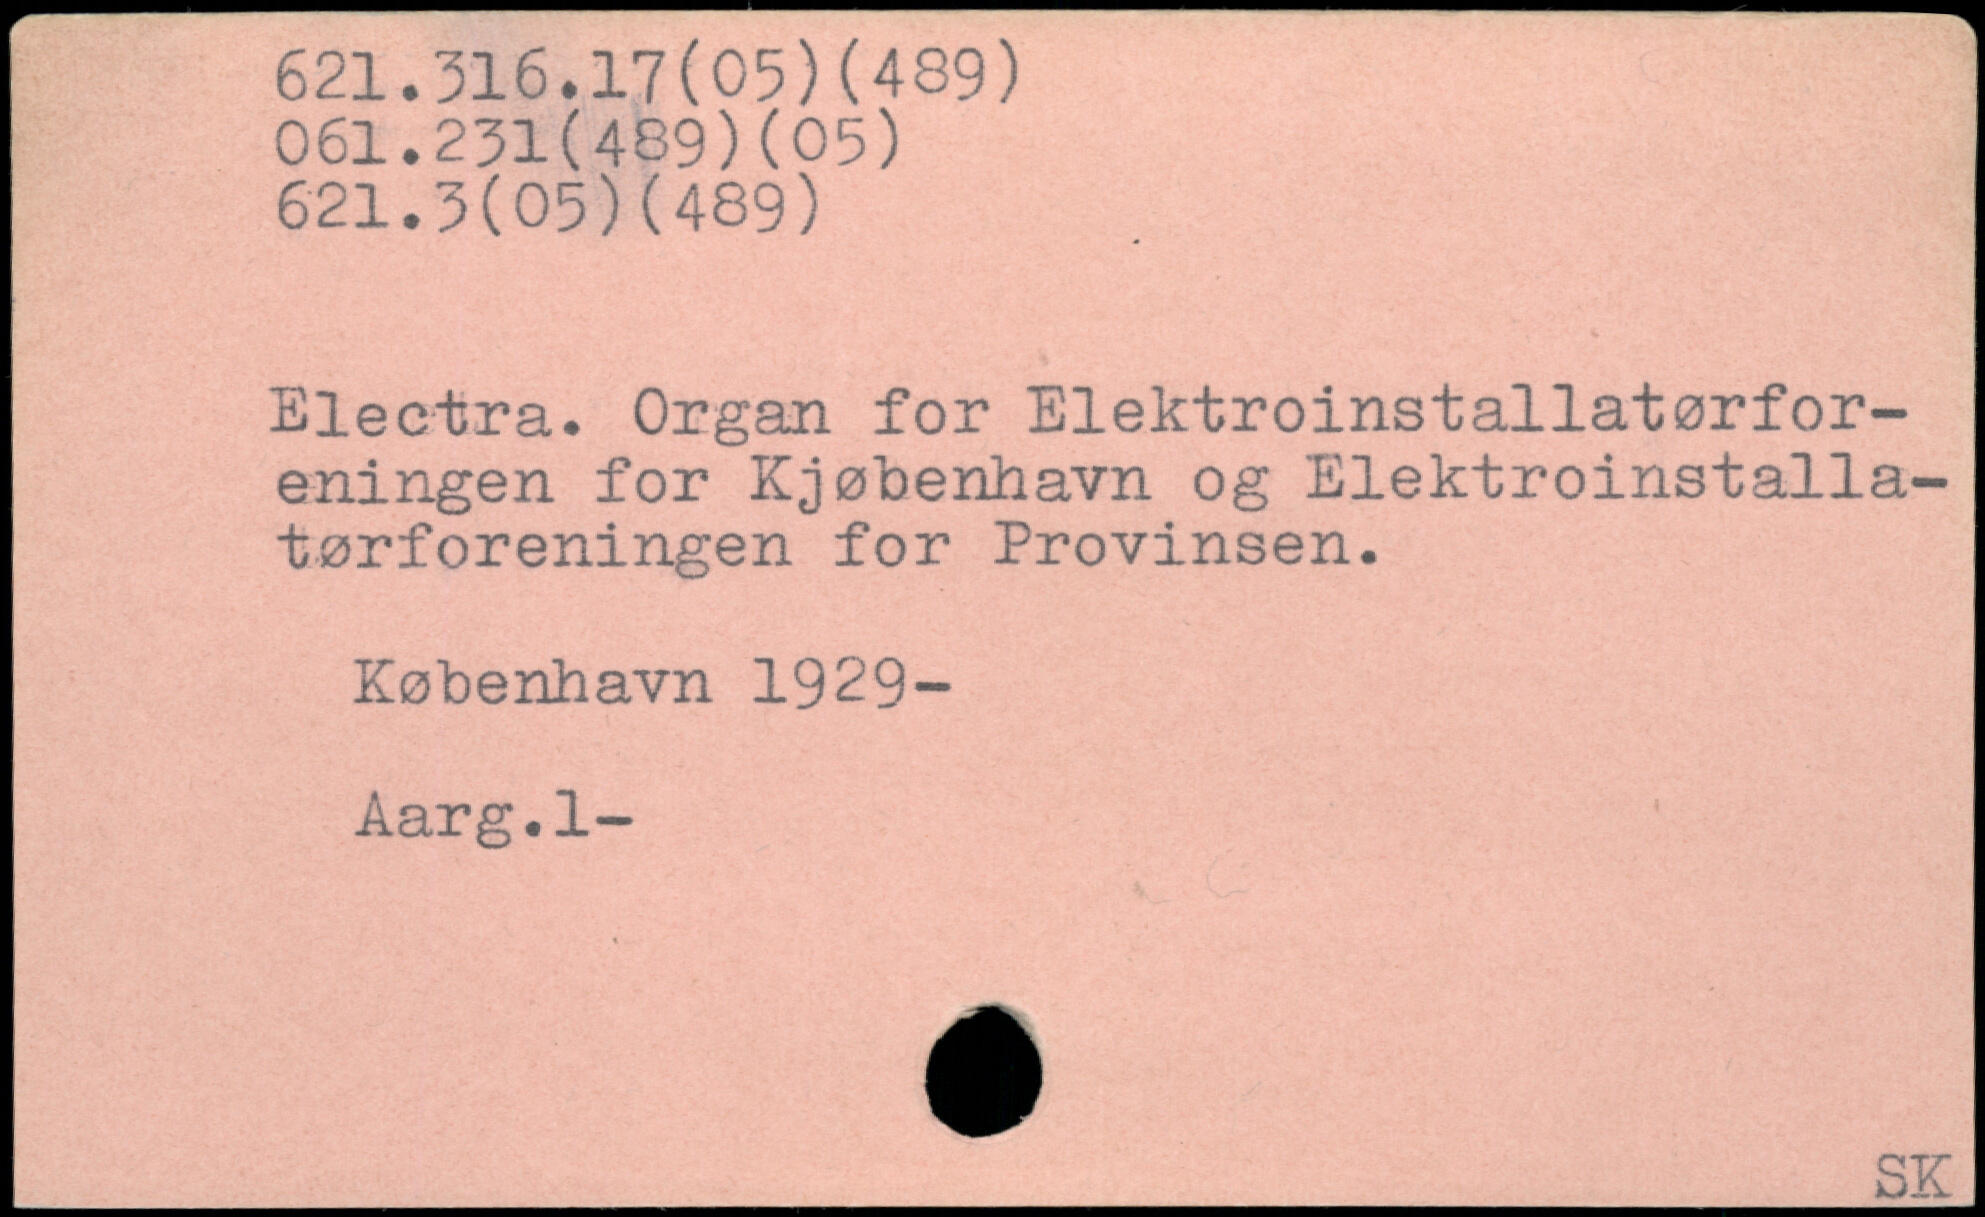 621.316.17(05)(489)
061.231(489)(05)
621.3(05)(489)
Electra. Organ for Elektroinstallatørfor-
eningen for Kjøbenhavn og Elektroinstalla-
tørforeningen for Provinsen.
København 1929-
Aarg.1-
SK